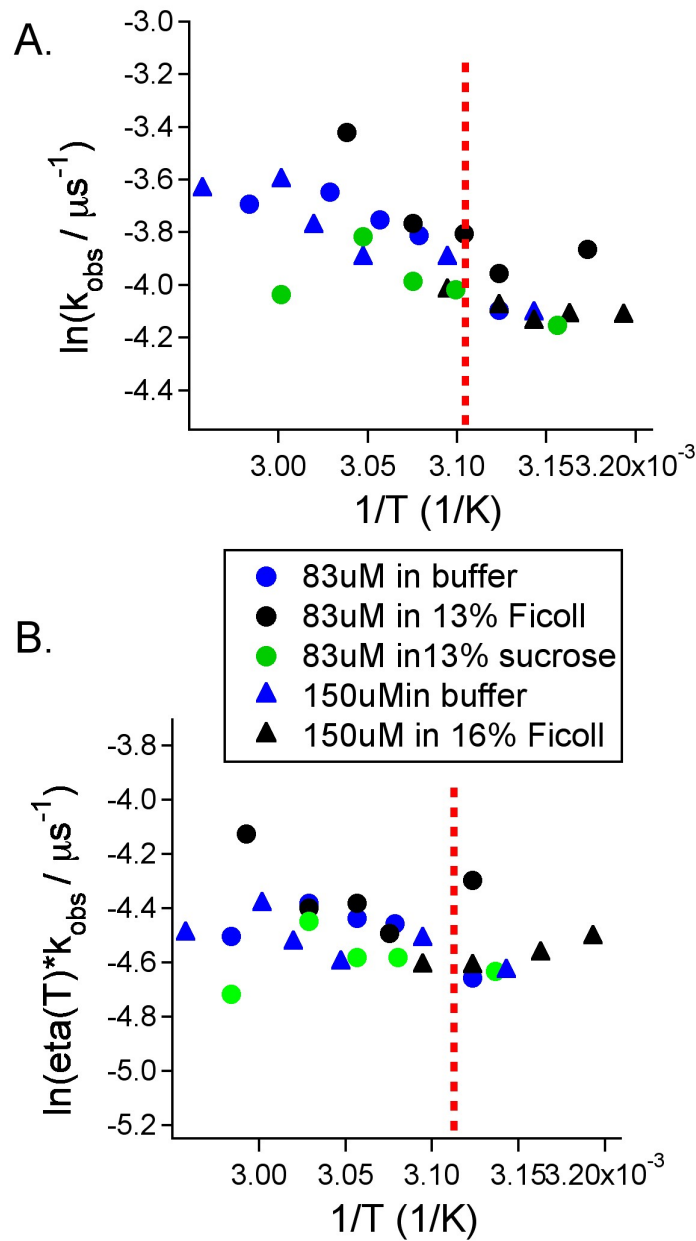 A.
-3.0
-3.2
-3.4
-3.6
-3.8
-4.0
-4.2
-4.4
ln(kobs / μs⁻¹)
3.00 3.05 3.10 3.153.20x10⁻³
1/T (1/K)
83uM in buffer
83uM in 13% Ficoll
83uM in13% sucrose
150uMin buffer
150uM in 16% Ficoll
B.
-3.8
-4.0
-4.2
-4.4
-4.6
-4.8
-5.0
-5.2
ln(eta(T)*kobs / μs⁻¹)
3.00 3.05 3.10 3.153.20x10⁻³
1/T (1/K)